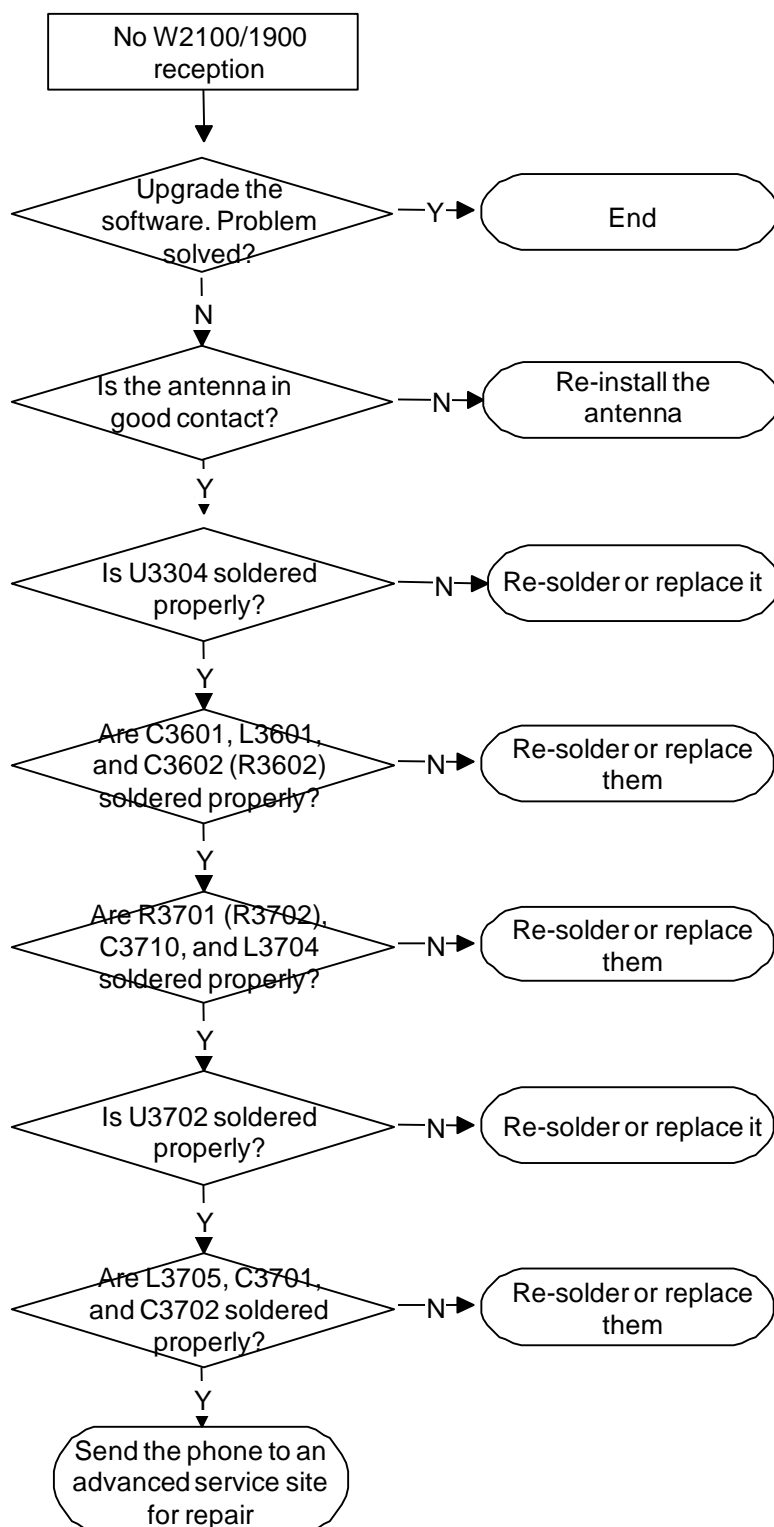 No W2100/1900
reception
Upgrade the
software. Problem
solved?
Y
End
N
Is the antenna in
good contact?
N
Re-install the
antenna
Y
Is U3304 soldered
properly?
N
Re-solder or replace it
Y
Are C3601, L3601,
and C3602 (R3602)
soldered properly?
N
Re-solder or replace
them
Y
Are R3701 (R3702),
C3710, and L3704
soldered properly?
N
Re-solder or replace
them
Y
Is U3702 soldered
properly?
N
Re-solder or replace it
Y
Are L3705, C3701,
and C3702 soldered
properly?
N
Re-solder or replace
them
Y
Send the phone to an
advanced service site
for repair